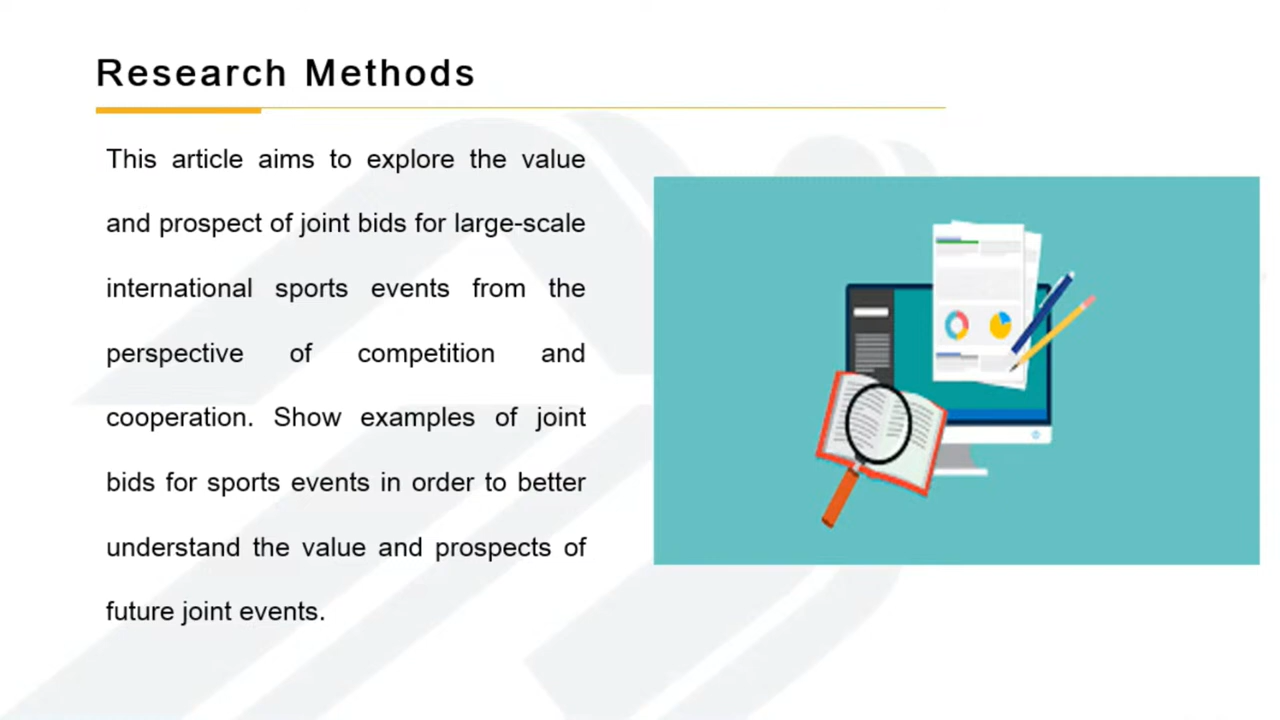 Research Methods
This article aims to explore the value
and prospect of joint bids for large-scale
international sports events from the
perspective of competition and
cooperation. Show examples of joint
bids for sports events in order to better
understand the value and prospects of
future joint events.